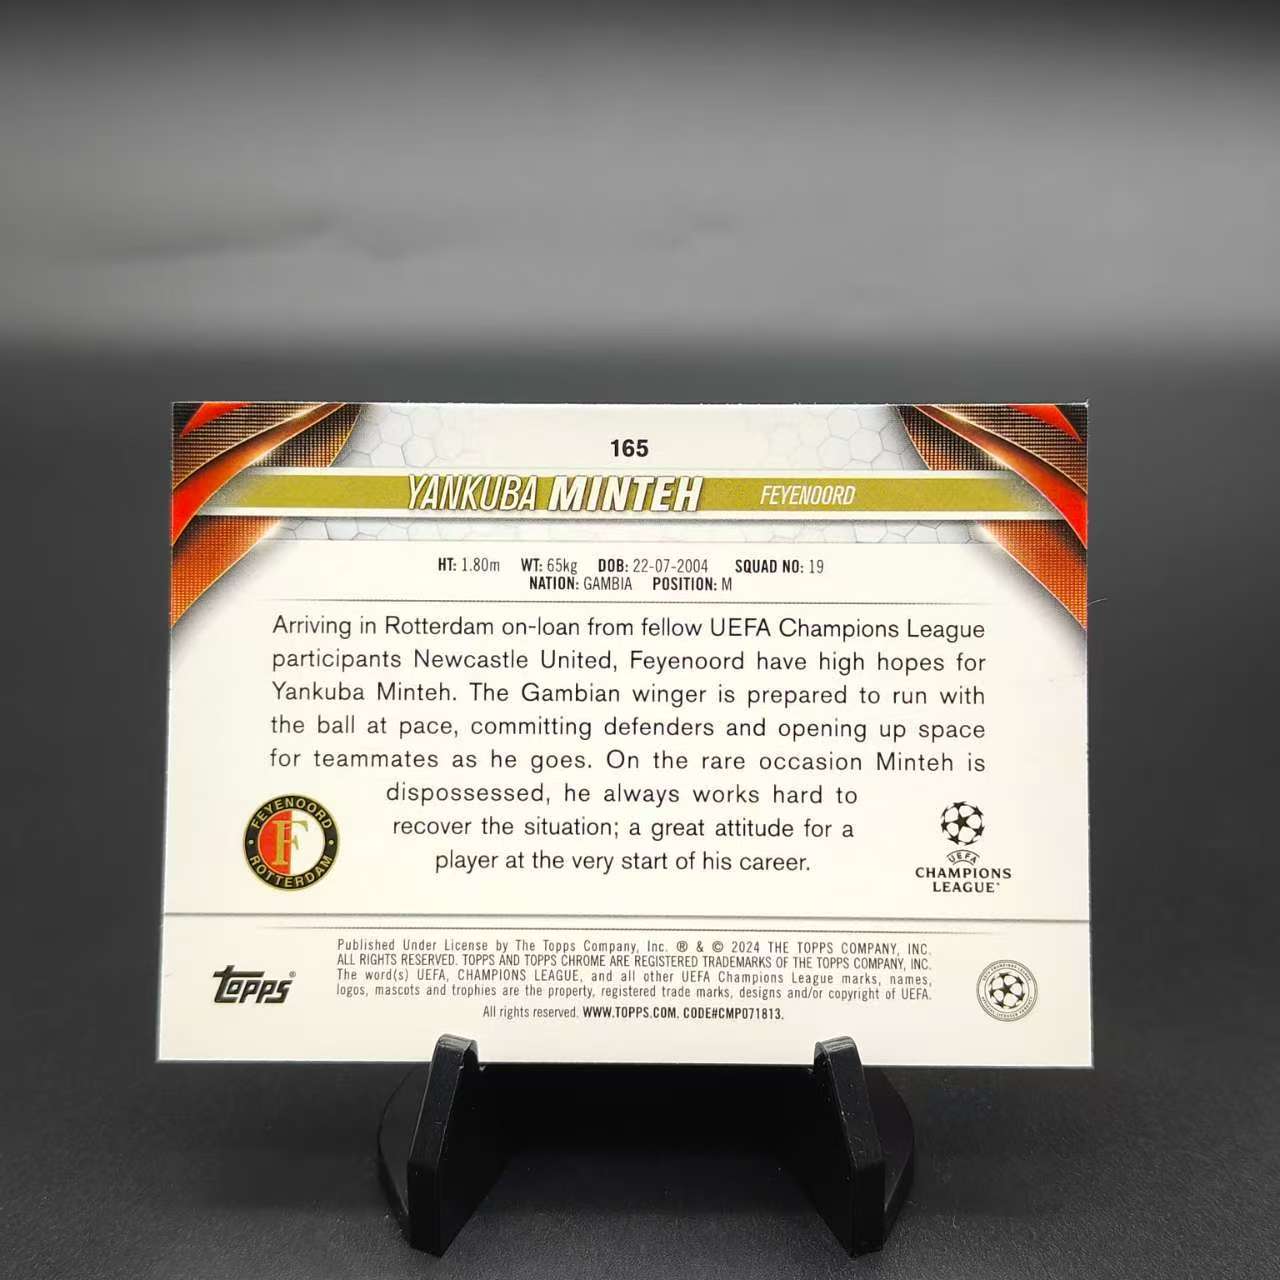 165
YANKUBA MINTEH FEYENOORD
HT: 1.80m WT: 65kg DOB: 22-07-2004 SQUAD NO: 19
NATION: GAMBIA POSITION: M
Arriving in Rotterdam on-loan from fellow UEFA Champions League
participants Newcastle United, Feyenoord have high hopes for
Yankuba Minteh. The Gambian winger is prepared to run with
the ball at pace, committing defenders and opening up space
for teammates as he goes. On the rare occasion Minteh is
dispossessed, he always works hard to
recover the situation; a great attitude for a
player at the very start of his career.
FEYENOORD
F
ROTTERDAM
UEFA
CHAMPIONS
LEAGUE
Published Under License by The Topps Company, Inc. ® & © 2024 THE TOPPS COMPANY, INC.
ALL RIGHTS RESERVED. TOPPS AND TOPPS CHROME ARE REGISTERED TRADEMARKS OF THE TOPPS COMPANY, INC.
The word(s) UEFA, CHAMPIONS LEAGUE, and all other UEFA Champions League marks, names,
logos, mascots and trophies are the property, registered trade marks, designs and/or copyright of UEFA.
All rights reserved. WWW.TOPPS.COM. CODE#CMP071813.
topps®